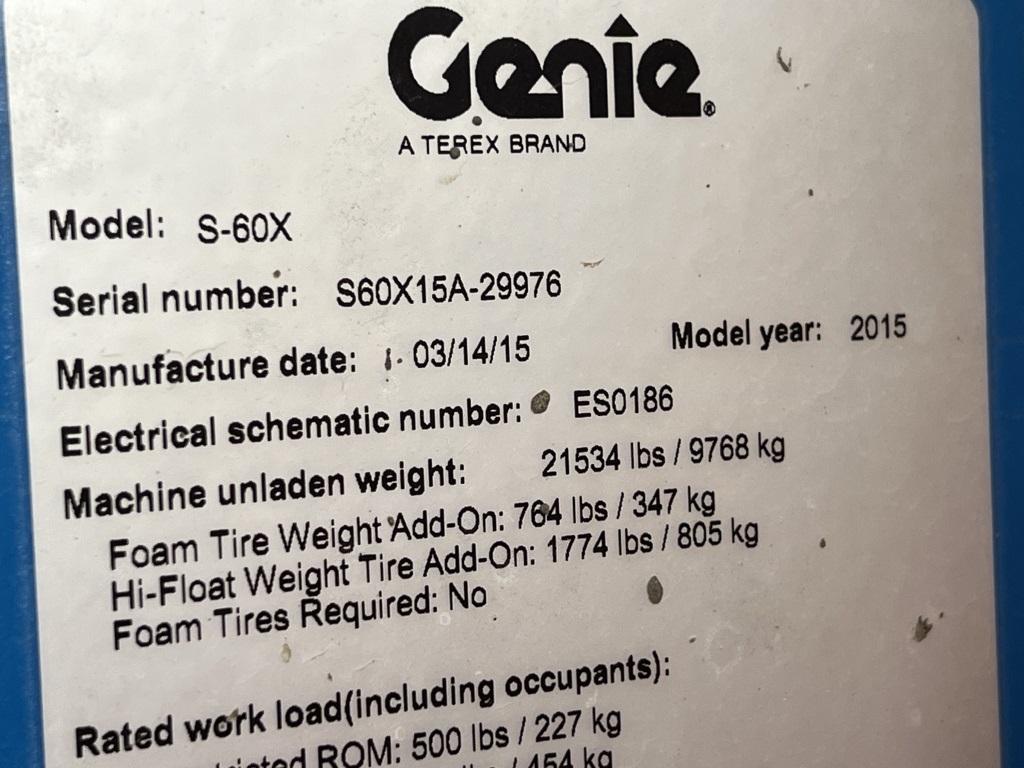 Genie®
A TEREX BRAND
Model: S-60X
Serial number: S60X15A-29976
Manufacture date: 03/14/15 Model year: 2015
Electrical schematic number: ES0186
Machine unladen weight: 21534 lbs / 9768 kg
Foam Tire Weight Add-On: 764 lbs / 347 kg
Hi-Float Weight Tire Add-On: 1774 lbs / 805 kg
Foam Tires Required: No
Rated work load(including occupants):
ROM: 500 lbs / 227 kg
/ 454 kg